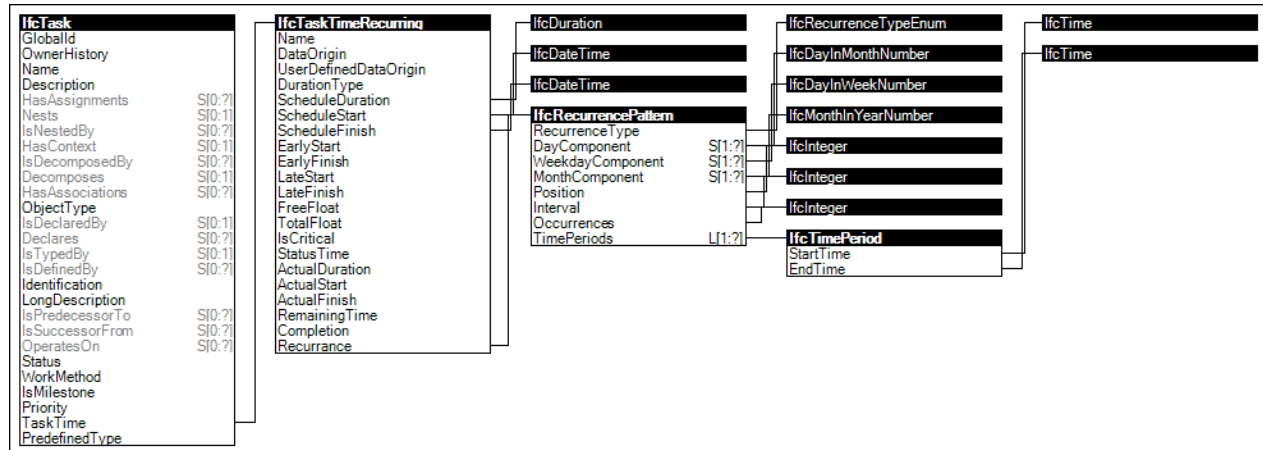 IfcTask
GlobalId
OwnerHistory
Name
Description
HasAssignments S[0:?]
Nests S[0:1]
IsNestedBy S[0:?]
HasContext S[0:1]
IsDecomposedBy S[0:?]
Decomposes S[0:1]
HasAssociations S[0:?]
ObjectType
IsDeclaredBy S[0:1]
Declares S[0:?]
IsTypedBy S[0:1]
IsDefinedBy S[0:?]
Identification
LongDescription
IsPredecessorTo S[0:?]
IsSuccessorFrom S[0:?]
OperatesOn S[0:?]
Status
WorkMethod
IsMilestone
Priority
TaskTime
PredefinedType
IfcTaskTimeRecurring
Name
DataOrigin
UserDefinedDataOrigin
DurationType
ScheduleDuration
ScheduleStart
ScheduleFinish
EarlyStart
EarlyFinish
LateStart
LateFinish
FreeFloat
TotalFloat
IsCritical
StatusTime
ActualDuration
ActualStart
ActualFinish
RemainingTime
Completion
Recurrance
IfcDuration
IfcDateTime
IfcDateTime
IfcRecurrencePattern
RecurrenceType
DayComponent S[1:?]
WeekdayComponent S[1:?]
MonthComponent S[1:?]
Position
Interval
Occurrences
TimePeriods L[1:?]
IfcRecurrenceTypeEnum
IfcDayInMonthNumber
IfcDayInWeekNumber
IfcMonthInYearNumber
IfcInteger
IfcInteger
IfcInteger
IfcTimePeriod
StartTime
EndTime
IfcTime
IfcTime